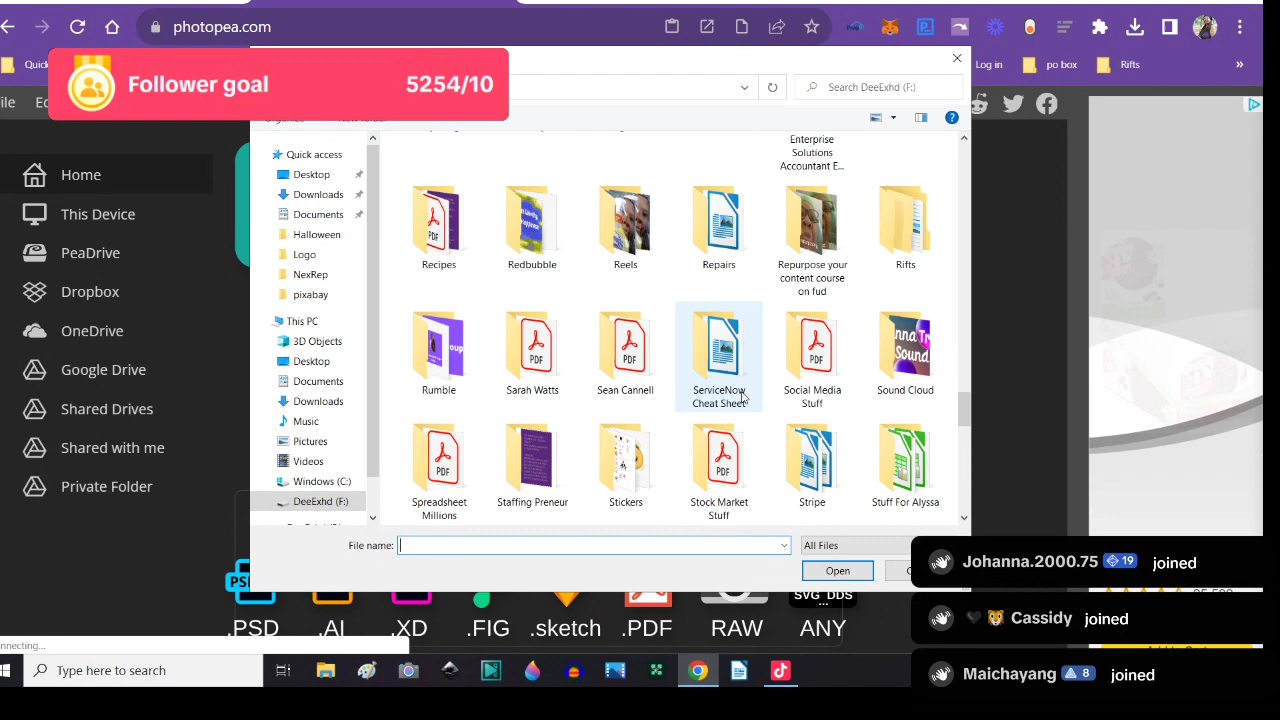 photopea.com
Quick
Log in
po box
Rifts
»
Follower goal 5254/10
Search DeeExhd (F:)
Home
This Device
PeaDrive
Dropbox
OneDrive
Google Drive
Shared Drives
Shared with me
Private Folder
Quick access
Desktop
Downloads
Documents
Halloween
Logo
NexRep
pixabay
This PC
3D Objects
Desktop
Documents
Downloads
Music
Pictures
Videos
Windows (C:)
DeeExhd (F:)
Enterprise
Solutions
Accountant E...
Recipes
Redbubble
Reels
Repairs
Repurpose your
content course
on fud
Rifts
Rumble
Sarah Watts
Sean Cannell
ServiceNow
Cheat Sheet
Social Media
Stuff
Sound Cloud
Spreadsheet
Millions
Staffing Preneur
Stickers
Stock Market
Stuff
Stripe
Stuff For Alyssa
File name:
All Files
Open
.PSD .AI .XD .FIG .sketch .PDF RAW ANY
Johanna.2000.75 19 joined
Cassidy joined
Maichayang 8 joined
nnecting...
Type here to search